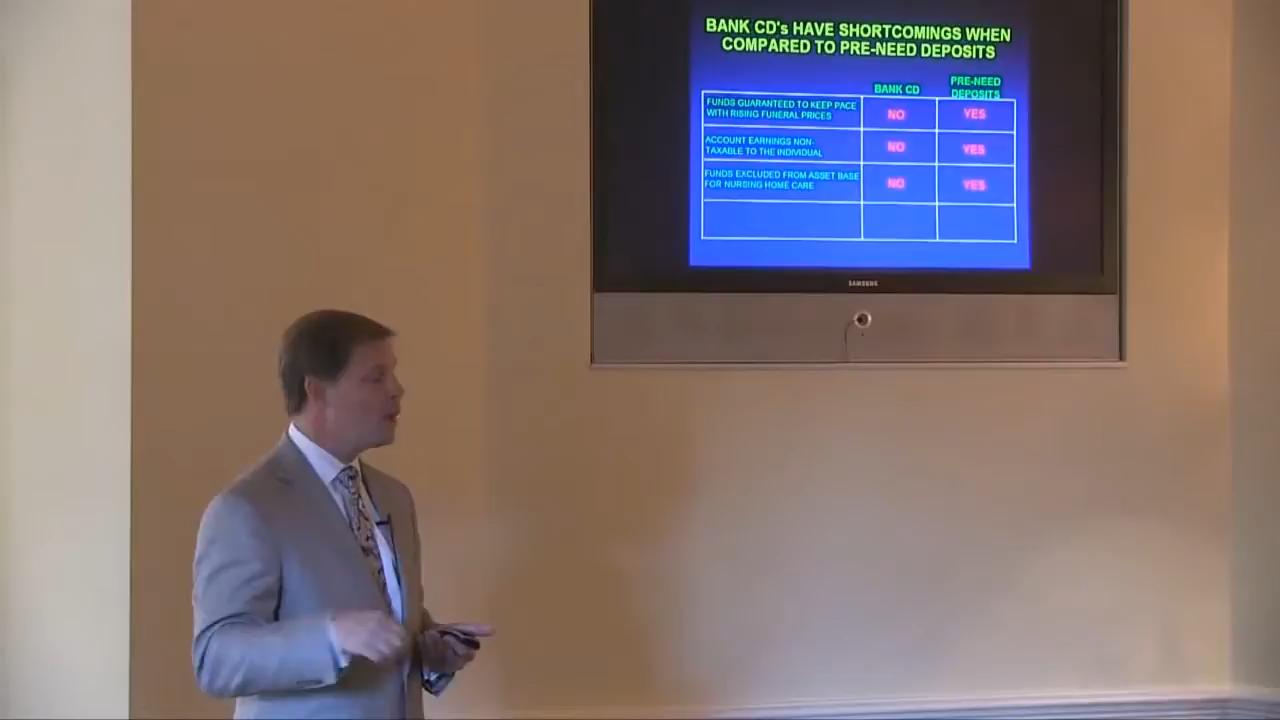 BANK CD's HAVE SHORTCOMINGS WHEN
COMPARED TO PRE-NEED DEPOSITS
BANK CD
PRE-NEED
DEPOSITS
FUNDS GUARANTEED TO KEEP PACE
WITH RISING FUNERAL PRICES
NO
YES
ACCOUNT EARNINGS NON-
TAXABLE TO THE INDIVIDUAL
NO
YES
FUNDS EXCLUDED FROM ASSET BASE
FOR NURSING HOME CARE
NO
YES
SAMSUNG